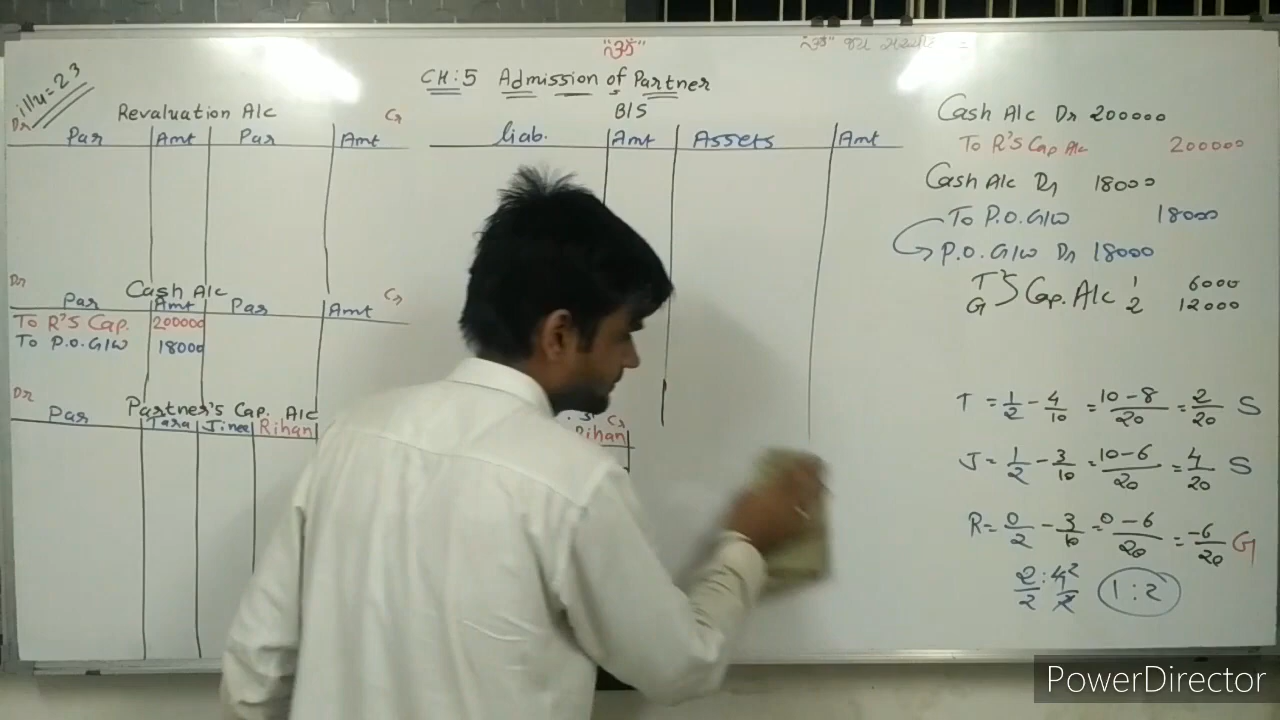 "ૐ"
"ૐ" જય
CH:5 Admission of Partner
illu=23
Revaluation A/c
Dr Cr
Par Amt Par Amt
B/S
liab. Amt Assets Amt
Cash A/c
Dr Cr
Par Amt Par Amt
To R's Cap. 200000
To P.O.G/W 18000
Partner's Cap. A/c
Dr Cr
Par Tara Jinee Rihan
Rihan
Cash A/c Dr 200000
To R's Cap A/c 200000
Cash A/c Dr 18000
To P.O.G/W 18000
P.O.G/W Dr 18000
T's Cap. A/c 1 6000
G 2 12000
T = 1/2 - 4/10 = 10-8/20 = 2/20 S
J = 1/2 - 3/10 = 10-6/20 = 4/20 S
R = 0/2 - 3/10 = 0-6/20 = -6/20 G
2/2 : 4/2 2 1:2
PowerDirector